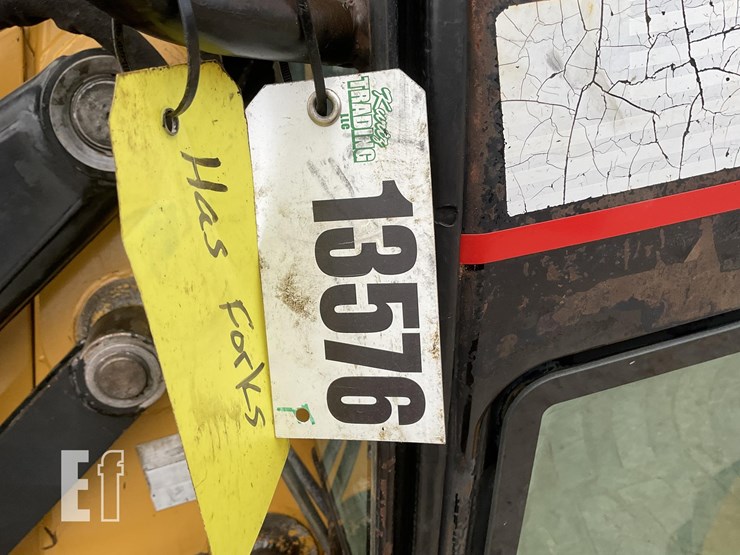 Has Forks
TRADING
LLC
13576
Ef